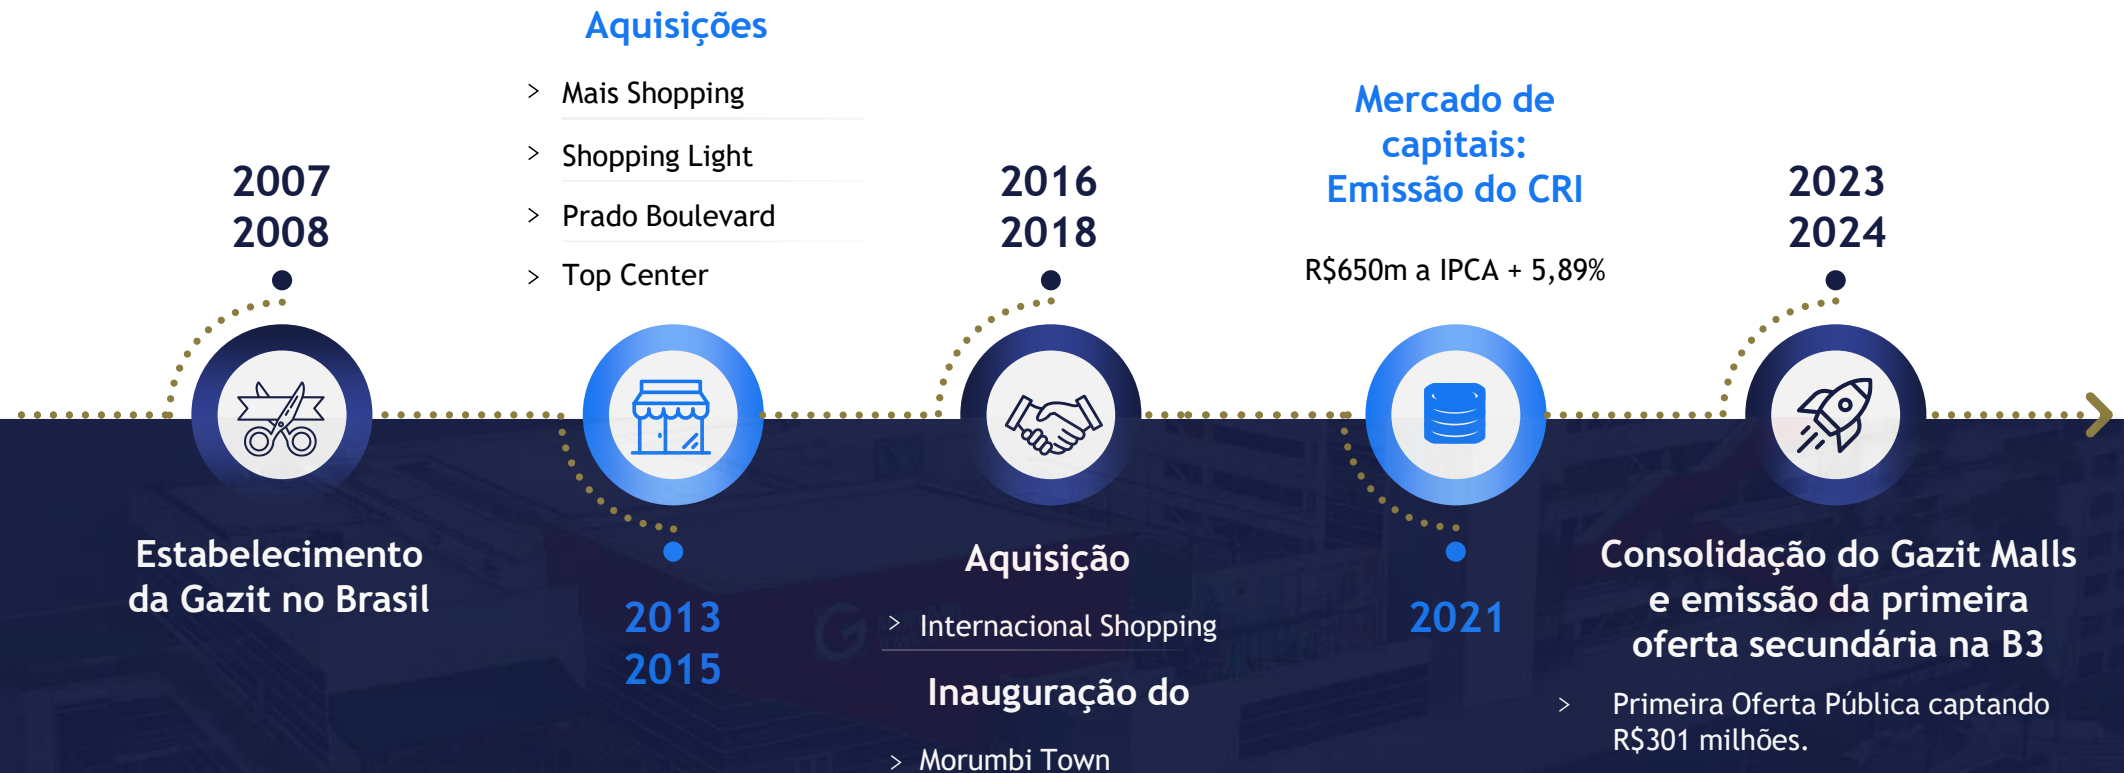 2007
2008
Estabelecimento
da Gazit no Brasil
Aquisições
> Mais Shopping
> Shopping Light
> Prado Boulevard
> Top Center
2013
2015
2016
2018
Aquisição
> Internacional Shopping
Inauguração do
> Morumbi Town
Mercado de
capitais:
Emissão do CRI
R$650m a IPCA + 5,89%
2021
2023
2024
Consolidação do Gazit Malls
e emissão da primeira
oferta secundária na B3
> Primeira Oferta Pública captando
R$301 milhões.